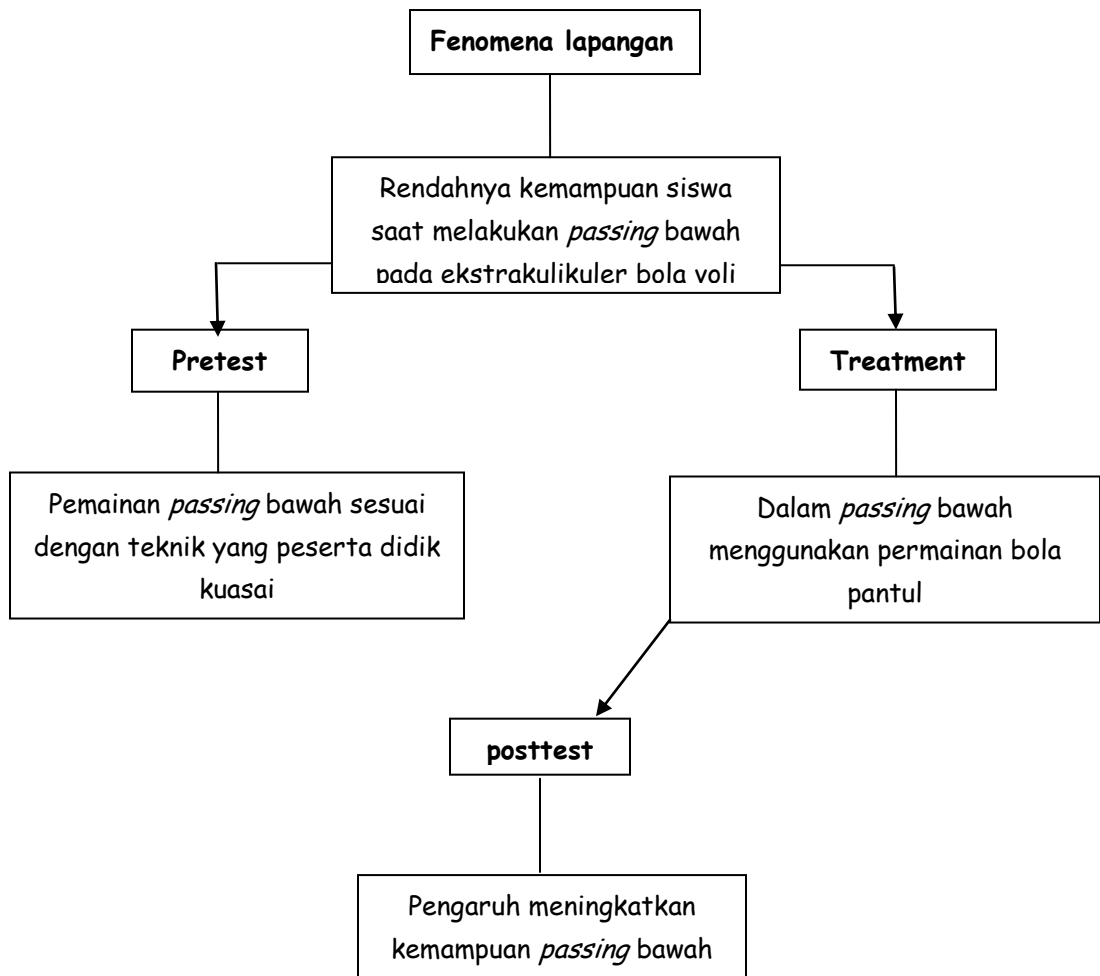 Fenomena lapangan
Rendahnya kemampuan siswa
saat melakukan passing bawah
pada ekstrakulikuler bola voli
Pretest
Treatment
Pemainan passing bawah sesuai
dengan teknik yang peserta didik
kuasai
Dalam passing bawah
menggunakan permainan bola
pantul
posttest
Pengaruh meningkatkan
kemampuan passing bawah